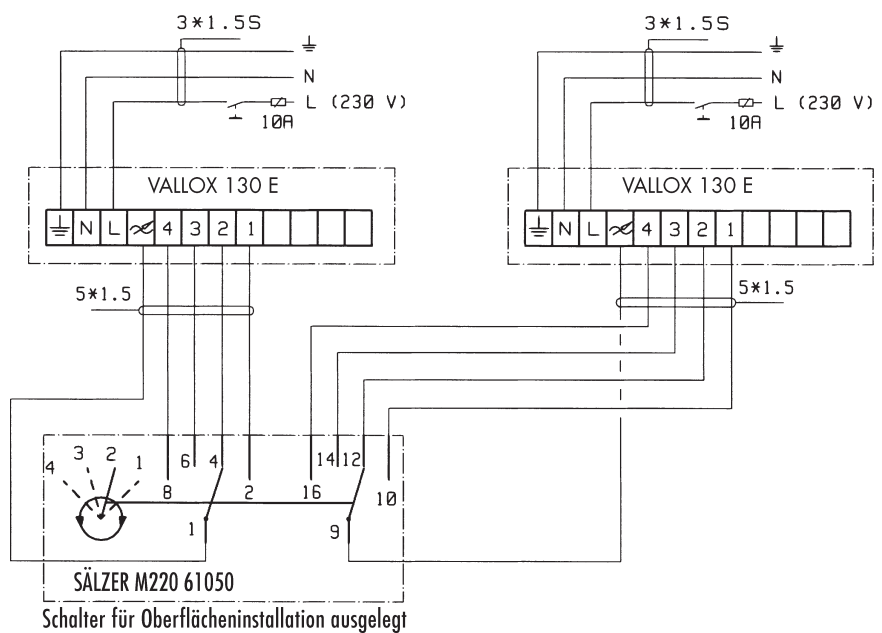 3*1.5S
N
L (230 V)
10A
VALLOX 130 E
N L 4 3 2 1
5*1.5
3*1.5S
N
L (230 V)
10A
VALLOX 130 E
N L 4 3 2 1
5*1.5
4 3 2 1
8 6 4 2
1
16 14 12 10
9
SÄLZER M220 61050
Schalter für Oberflächeninstallation ausgelegt